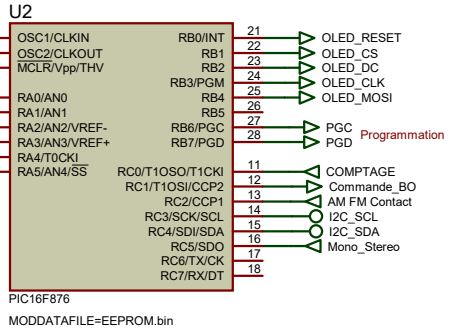 U2
OSC1/CLKIN RB0/INT 21 OLED_RESET
OSC2/CLKOUT RB1 22 OLED_CS
MCLR/Vpp/THV RB2 23 OLED_DC
RB3/PGM 24 OLED_CLK
RA0/AN0 RB4 25 OLED_MOSI
RA1/AN1 RB5 26
RA2/AN2/VREF- RB6/PGC 27 PGC
Programmation
RA3/AN3/VREF+ RB7/PGD 28 PGD
RA4/T0CKI
RA5/AN4/SS RC0/T1OSO/T1CKI 11 COMPTAGE
RC1/T1OSI/CCP2 12 Commande_BO
RC2/CCP1 13 AM FM Contact
RC3/SCK/SCL 14 I2C_SCL
RC4/SDI/SDA 15 I2C_SDA
RC5/SDO 16 Mono_Stereo
RC6/TX/CK 17
RC7/RX/DT 18
PIC16F876
MODDATAFILE=EEPROM.bin